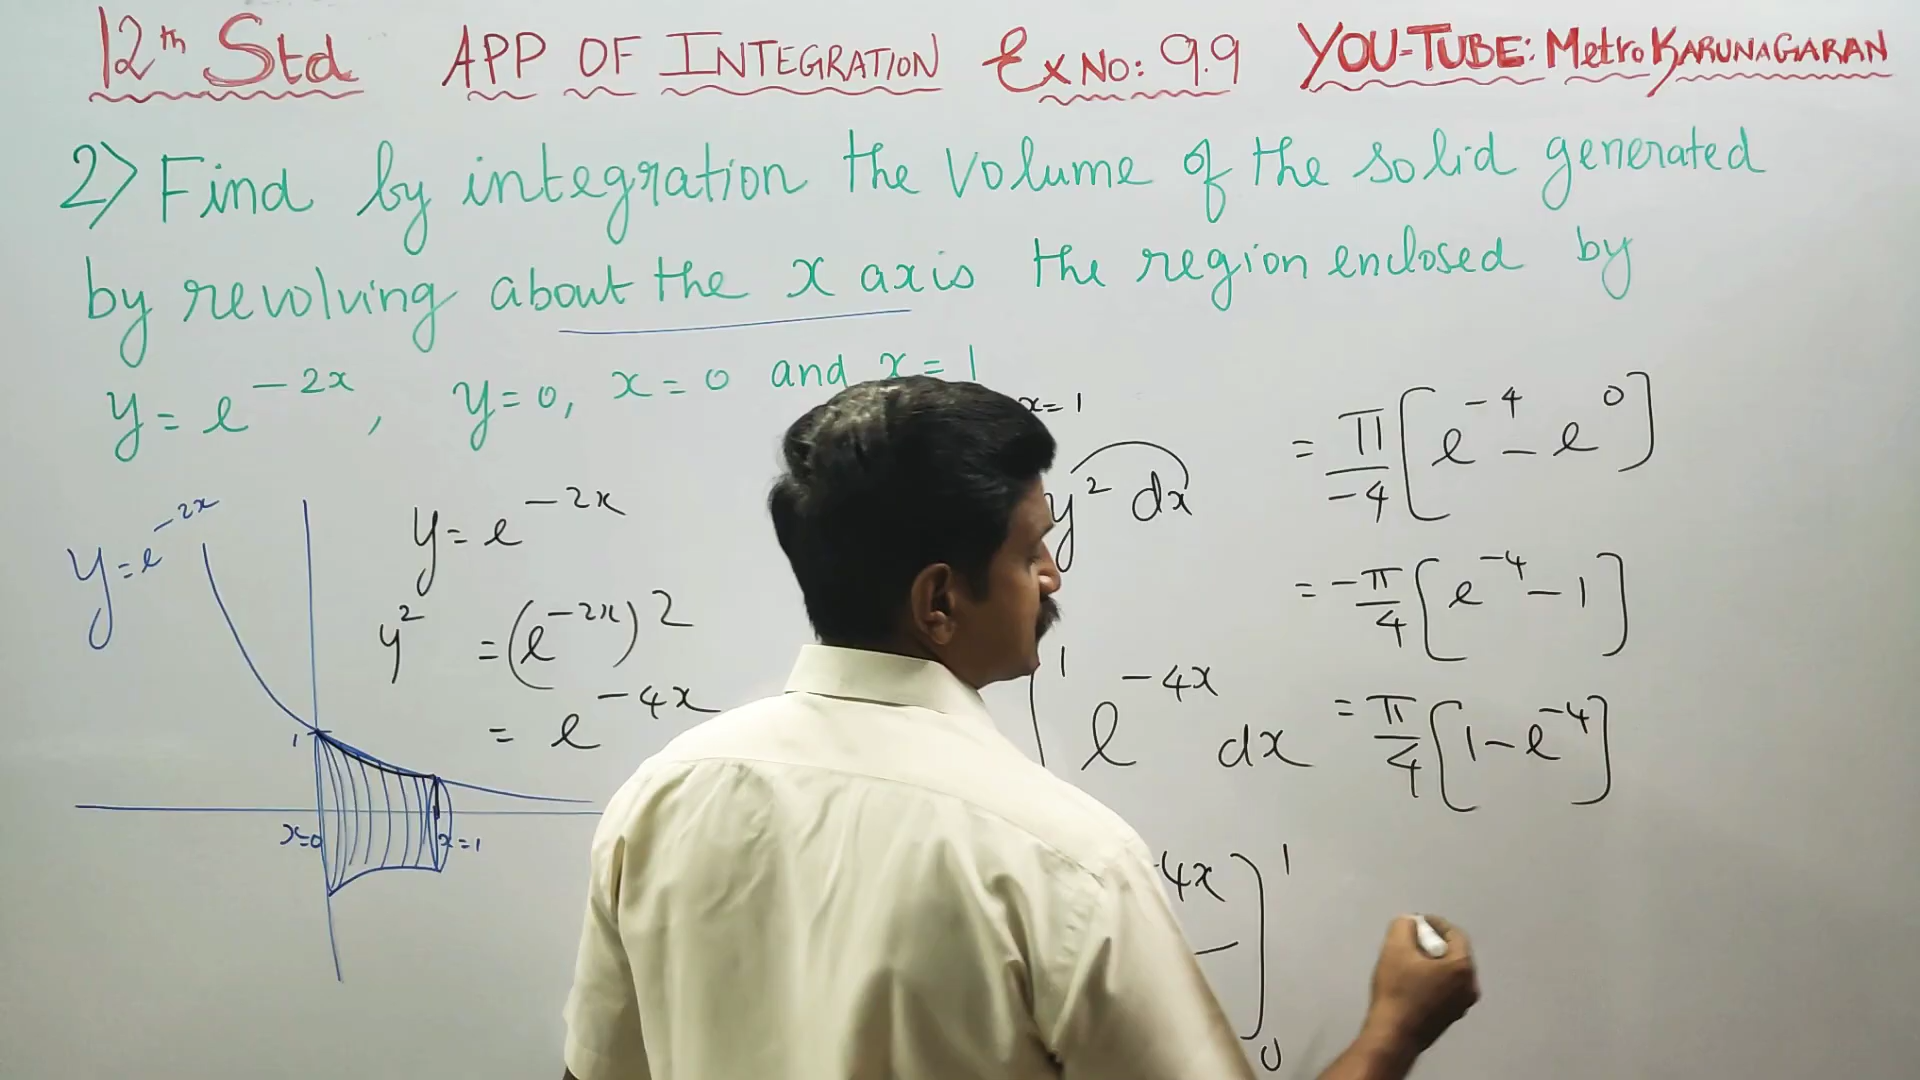 12th Std APP OF INTEGRATION Ex No: 9.9 YOU-TUBE: Metro KARUNAGARAN
2) Find by integration the volume of the solid generated
by revolving about the x axis the region enclosed by
y = e^{-2x}, y=0, x=0 and x=1
y=e^{-2x}
1
x=0
x=1
y=e^{-2x}
y² = (e^{-2x})²
= e^{-4x}
x=1
y² dx
1
e^{-4x} dx
-4x ] 1
0
= π/-4 [e^{-4} - e^0]
= -π/4 [e^{-4} - 1]
= π/4 [1 - e^{-4}]